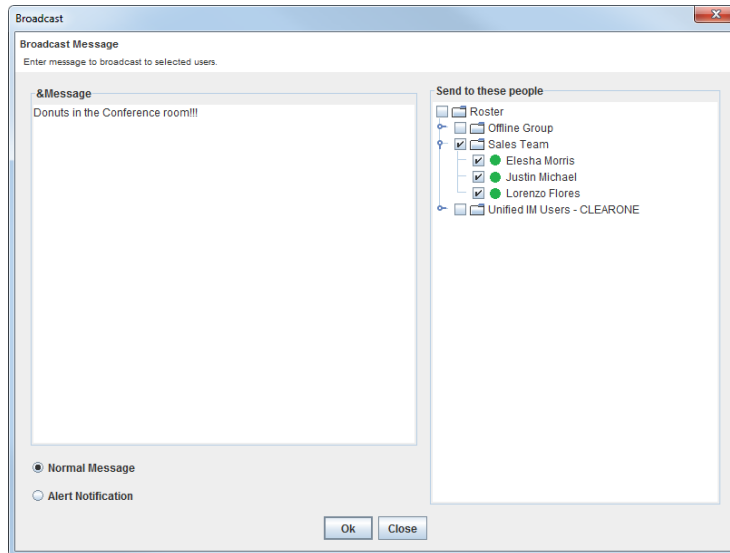 Broadcast
Broadcast Message
Enter message to broadcast to selected users.
&Message
Donuts in the Conference room!!!
Normal Message
Alert Notification
Send to these people
Roster
Offline Group
Sales Team
Elesha Morris
Justin Michael
Lorenzo Flores
Unified IM Users - CLEARONE
Ok
Close